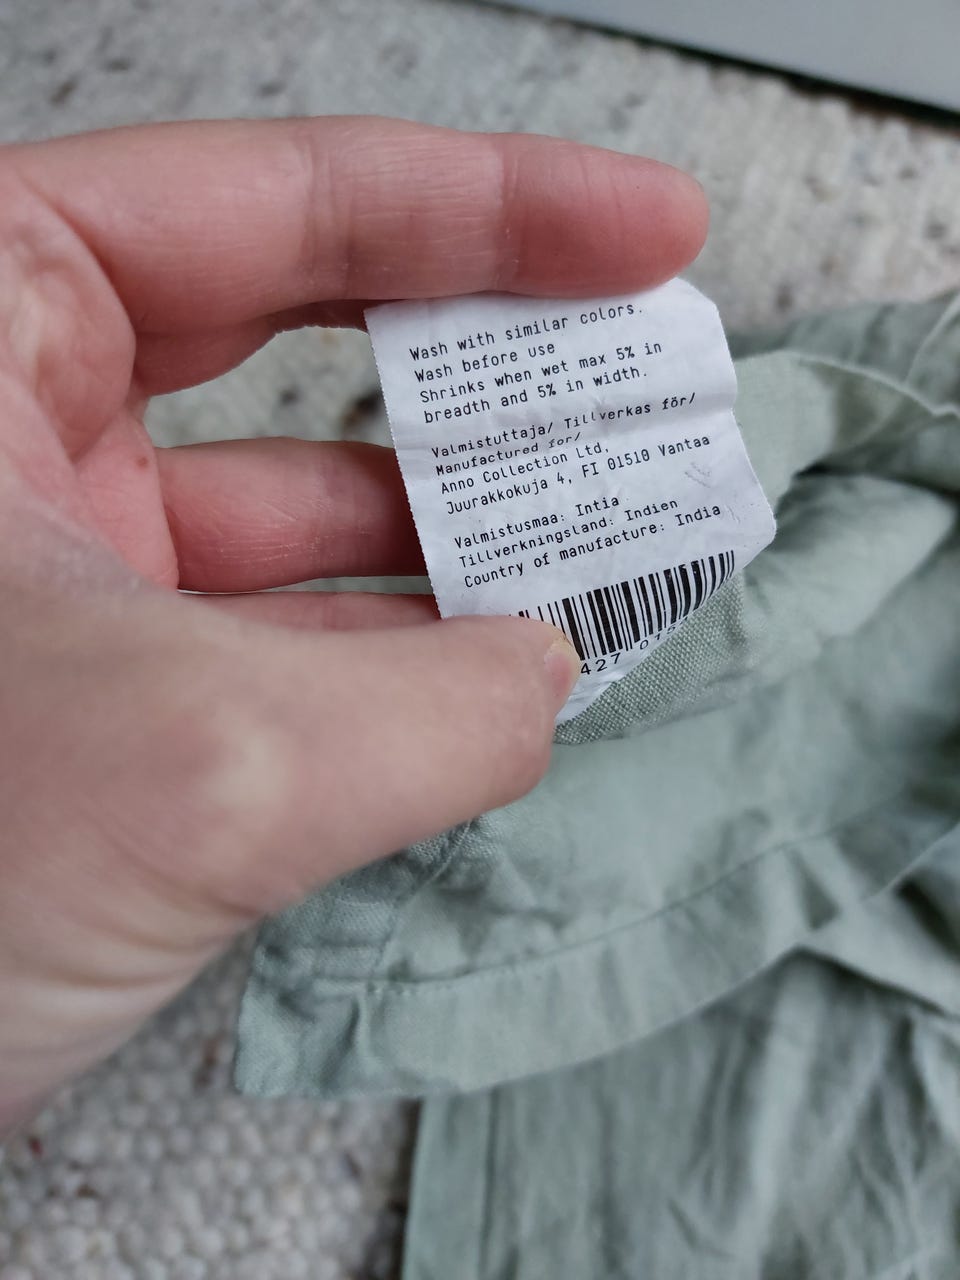 Wash with similar colors.
Wash before use
Shrinks when wet max 5% in
breadth and 5% in width.
Valmistuttaja/ Tillverkas för/
Manufactured for/
Anno Collection Ltd,
Juurakkokuja 4, FI 01510 Vantaa
Valmistusmaa: Intia
Tillverkningsland: Indien
Country of manufacture: India
427